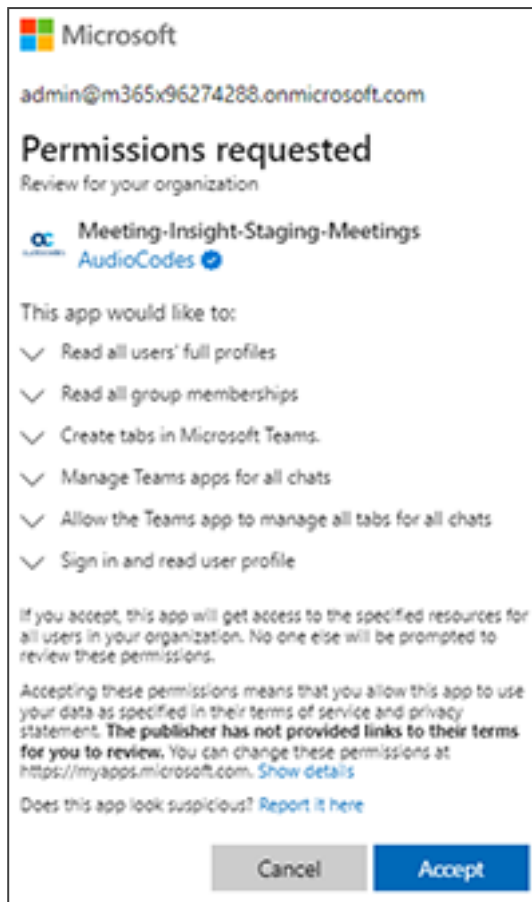 Microsoft
admin@m365x96274288.onmicrosoft.com
Permissions requested
Review for your organization
Meeting-Insight-Staging-Meetings
AudioCodes
This app would like to:
Read all users' full profiles
Read all group memberships
Create tabs in Microsoft Teams.
Manage Teams apps for all chats
Allow the Teams app to manage all tabs for all chats
Sign in and read user profile
If you accept, this app will get access to the specified resources for
all users in your organization. No one else will be prompted to
review these permissions.
Accepting these permissions means that you allow this app to use
your data as specified in their terms of service and privacy
statement. The publisher has not provided links to their terms
for you to review. You can change these permissions at
https://myapps.microsoft.com. Show details
Does this app look suspicious? Report it here
Cancel Accept